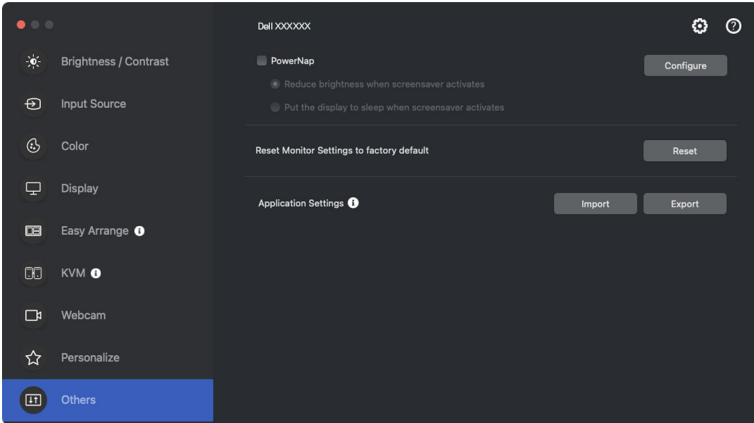 Dell XXXXXX
Brightness / Contrast
Input Source
Color
Display
Easy Arrange
KVM
Webcam
Personalize
Others
PowerNap
Configure
Reduce brightness when screensaver activates
Put the display to sleep when screensaver activates
Reset Monitor Settings to factory default
Reset
Application Settings
Import
Export